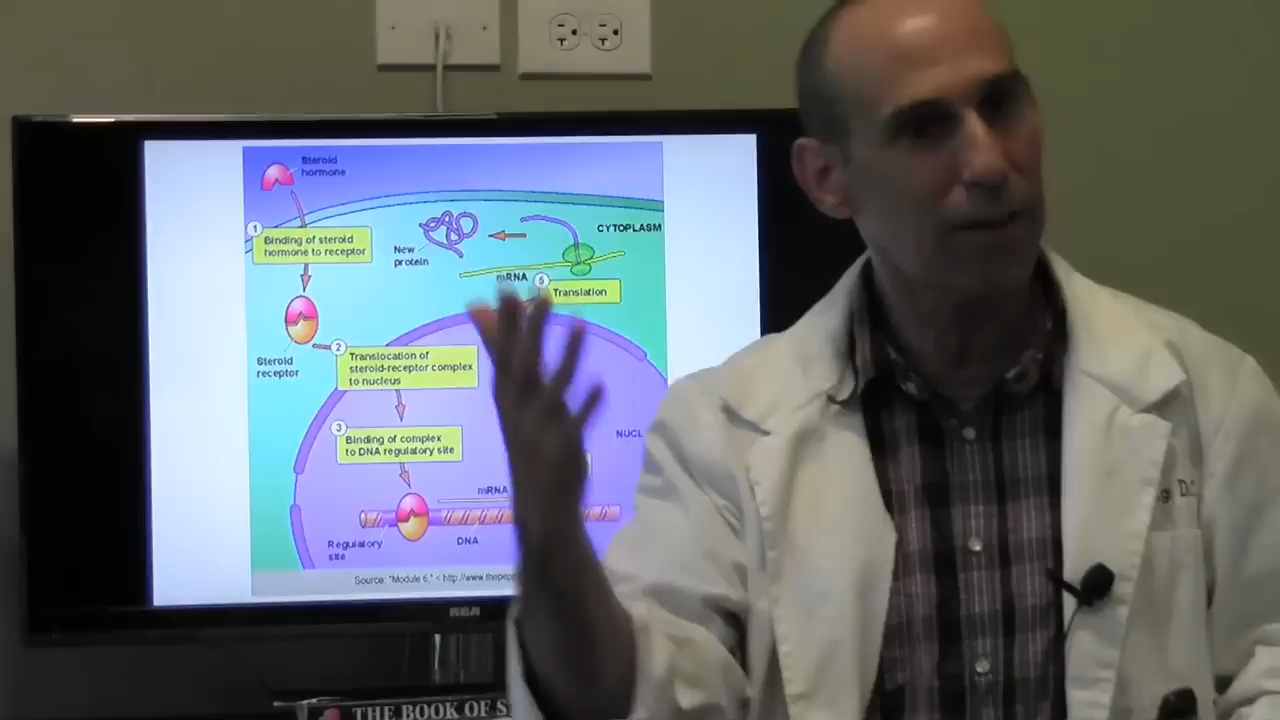 Steroid
hormone
1
Binding of steroid
hormone to receptor
New
protein
CYTOPLASM
mRNA
5
Translation
Steroid
receptor
2
Translocation of
steroid-receptor complex
to nucleus
3
Binding of complex
to DNA regulatory site
NUCL
mRNA
Regulatory
site
DNA
Source: "Module 6," < http://www.thepep
RCA
THE BOOK OF S
D.C.